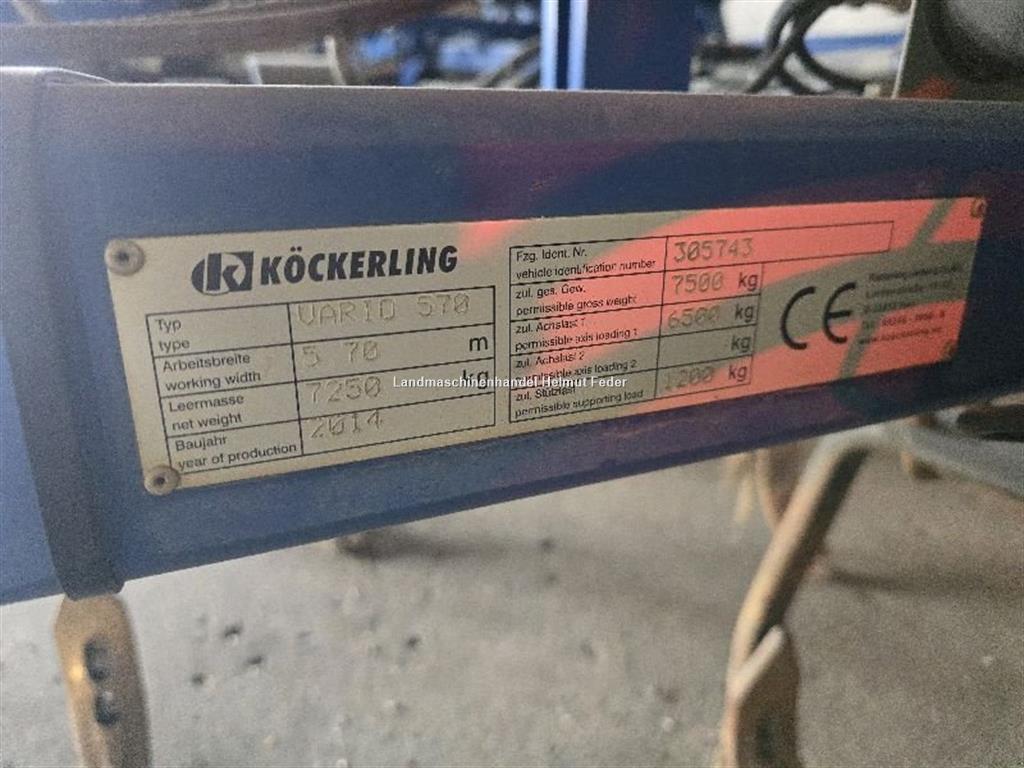 KÖCKERLING
Typ
type
VARIO 570
Arbeitsbreite
working width
5 70 m
Leermasse
net weight
7250 kg
Baujahr
year of production
2014
Fzg. Ident. Nr.
vehicle identification number
305743
zul. ges. Gew.
permissible gross weight
7500 kg
zul. Achslast 1
permissible axis loading 1
6500 kg
zul. Achslast 2
permissible axis loading 2
kg
zul. Stützlast
permissible supporting load
1200 kg
CE
Landmaschinenhandel Helmut Feder